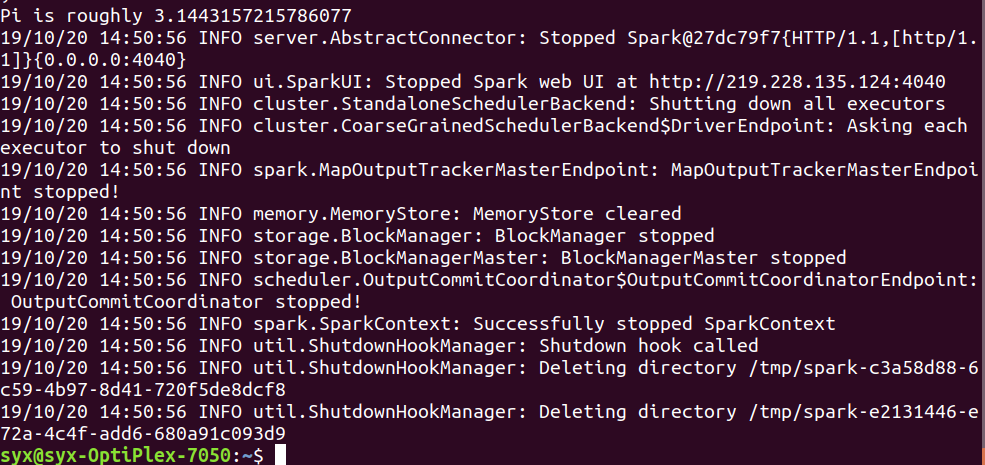 Pi is roughly 3.1443157215786077
19/10/20 14:50:56 INFO server.AbstractConnector: Stopped Spark@27dc79f7{HTTP/1.1,[http/1.
1]}{0.0.0.0:4040}
19/10/20 14:50:56 INFO ui.SparkUI: Stopped Spark web UI at http://219.228.135.124:4040
19/10/20 14:50:56 INFO cluster.StandaloneSchedulerBackend: Shutting down all executors
19/10/20 14:50:56 INFO cluster.CoarseGrainedSchedulerBackend$DriverEndpoint: Asking each
executor to shut down
19/10/20 14:50:56 INFO spark.MapOutputTrackerMasterEndpoint: MapOutputTrackerMasterEndpoi
nt stopped!
19/10/20 14:50:56 INFO memory.MemoryStore: MemoryStore cleared
19/10/20 14:50:56 INFO storage.BlockManager: BlockManager stopped
19/10/20 14:50:56 INFO storage.BlockManagerMaster: BlockManagerMaster stopped
19/10/20 14:50:56 INFO scheduler.OutputCommitCoordinator$OutputCommitCoordinatorEndpoint:
 OutputCommitCoordinator stopped!
19/10/20 14:50:56 INFO spark.SparkContext: Successfully stopped SparkContext
19/10/20 14:50:56 INFO util.ShutdownHookManager: Shutdown hook called
19/10/20 14:50:56 INFO util.ShutdownHookManager: Deleting directory /tmp/spark-c3a58d88-6
c59-4b97-8d41-720f5de8dcf8
19/10/20 14:50:56 INFO util.ShutdownHookManager: Deleting directory /tmp/spark-e2131446-e
72a-4c4f-add6-680a91c093d9
syx@syx-OptiPlex-7050:~$